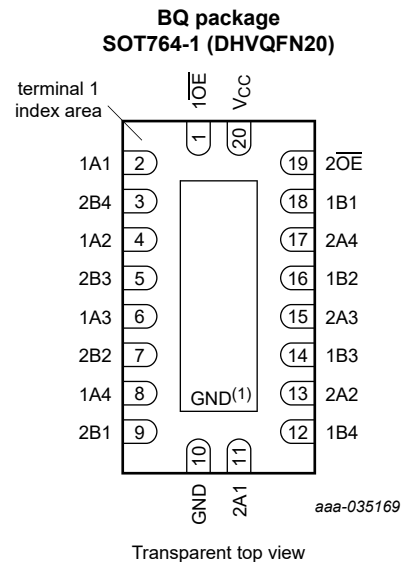 BQ package
SOT764-1 (DHVQFN20)
terminal 1
index area
1O̅E̅
VCC
1
20
1A1 2
19 2O̅E̅
2B4 3
18 1B1
1A2 4
17 2A4
2B3 5
16 1B2
1A3 6
15 2A3
2B2 7
14 1B3
1A4 8
GND(1)
13 2A2
2B1 9
12 1B4
10
11
GND
2A1
aaa-035169
Transparent top view